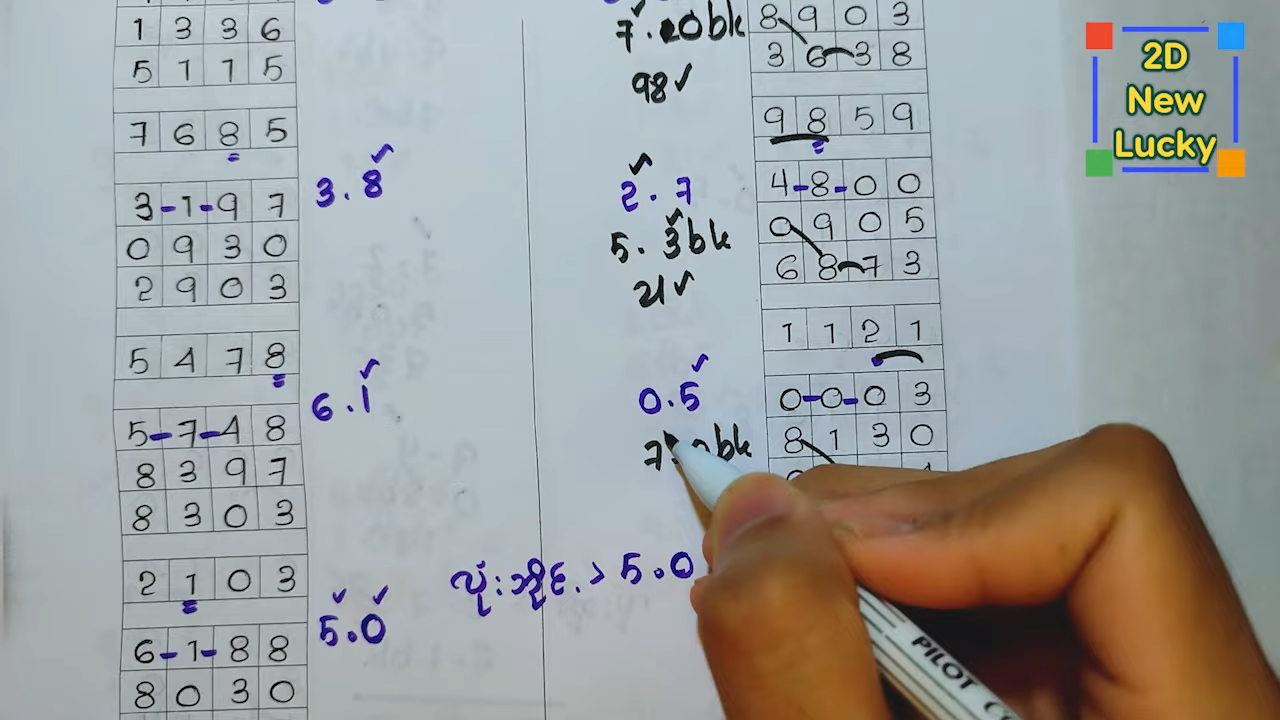 1 3 3 6
5 1 1 5
7 6 8 5
3-1-9 7
0 9 3 0
2 9 0 3
5 4 7 8
5-7-4 8
8 3 9 7
8 3 0 3
2 1 0 3
6-1-8 8
8 0 3 0
3.8
6.1
5.0
7.20bk
98
2.7
5.3bk
21
0.5
> 5.0
8 9 0 3
3 6 3 8
9 8 5 9
4-8-0 0
0 9 0 5
6 8 7 3
1 1 2 1
0-0-0 3
8 1 3 0
2D
New
Lucky
PILOT